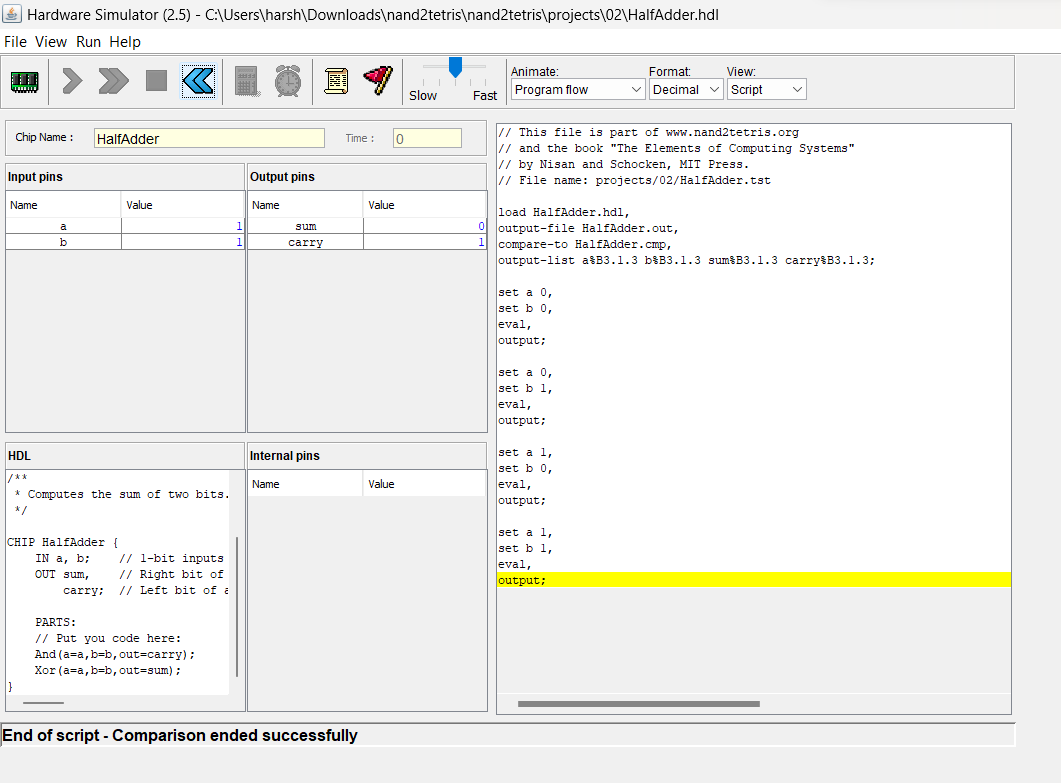 Hardware Simulator (2.5) - C:\Users\harsh\Downloads\nand2tetris\nand2tetris\projects\02\HalfAdder.hdl
File View Run Help
Slow Fast
Animate: Format: View:
Program flow Decimal Script
Chip Name : HalfAdder Time : 0
Input pins
Name Value
a 1
b 1
Output pins
Name Value
sum 0
carry 1
HDL
/**
* Computes the sum of two bits.
*/
CHIP HalfAdder {
IN a, b; // 1-bit inputs
OUT sum, // Right bit of
carry; // Left bit of a
PARTS:
// Put you code here:
And(a=a,b=b,out=carry);
Xor(a=a,b=b,out=sum);
}
Internal pins
Name Value
// This file is part of www.nand2tetris.org
// and the book "The Elements of Computing Systems"
// by Nisan and Schocken, MIT Press.
// File name: projects/02/HalfAdder.tst
load HalfAdder.hdl,
output-file HalfAdder.out,
compare-to HalfAdder.cmp,
output-list a%B3.1.3 b%B3.1.3 sum%B3.1.3 carry%B3.1.3;
set a 0,
set b 0,
eval,
output;
set a 0,
set b 1,
eval,
output;
set a 1,
set b 0,
eval,
output;
set a 1,
set b 1,
eval,
output;
End of script - Comparison ended successfully